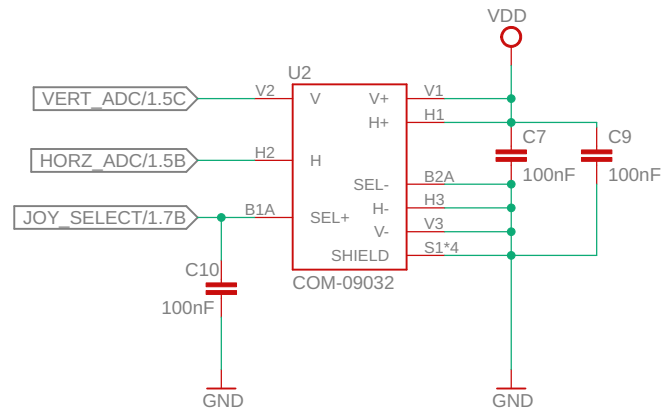 VDD
U2
VERT_ADC/1.5C
V2
V
V+
V1
H+
H1
C7
C9
HORZ_ADC/1.5B
H2
H
100nF
100nF
SEL-
B2A
JOY_SELECT/1.7B
B1A
SEL+
H-
H3
V-
V3
SHIELD
S1*4
C10
COM-09032
100nF
GND
GND